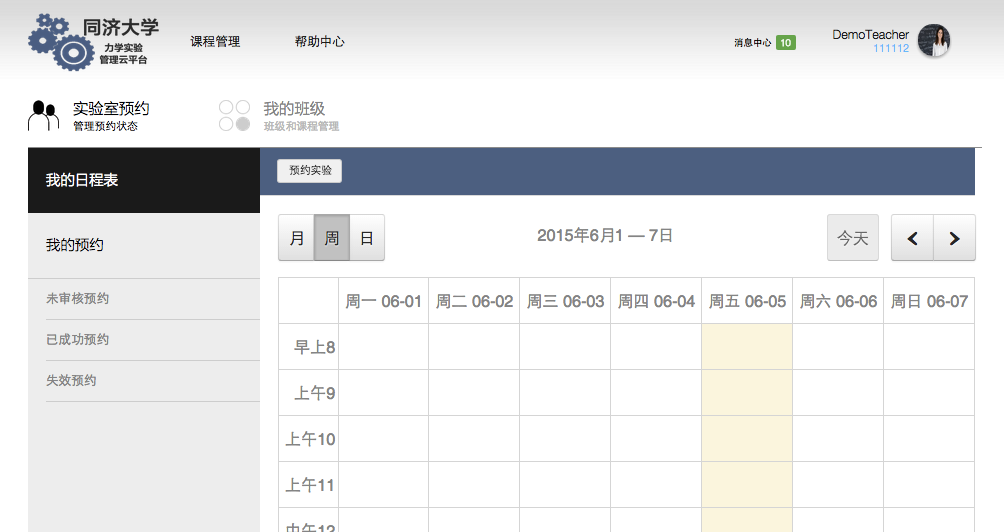 同济大学
力学实验
管理云平台
课程管理
帮助中心
消息中心 10
DemoTeacher
111112
实验室预约
管理预约状态
我的班级
班级和课程管理
我的日程表
预约实验
我的预约
未审核预约
已成功预约
失效预约
月 周 日
2015年6月1 — 7日
今天
周一 06-01 周二 06-02 周三 06-03 周四 06-04 周五 06-05 周六 06-06 周日 06-07
早上8
上午9
上午10
上午11
中午12